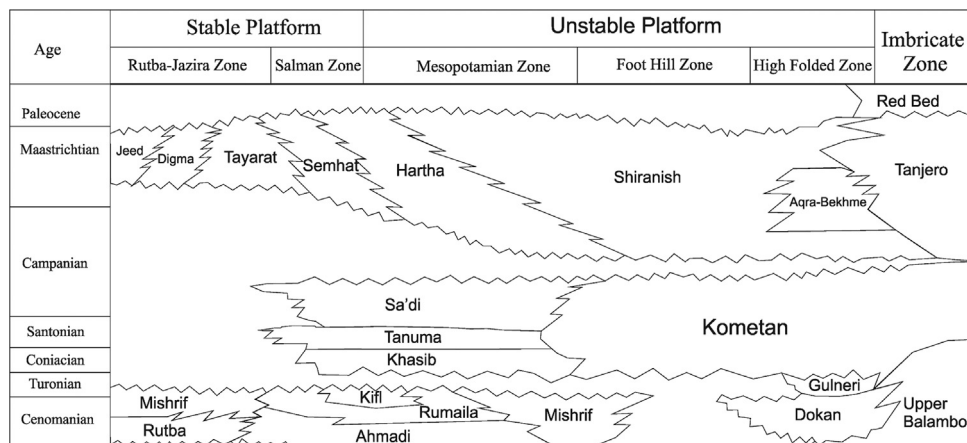 Age
Stable Platform
Unstable Platform
Imbricate
Zone
Rutba-Jazira Zone
Salman Zone
Mesopotamian Zone
Foot Hill Zone
High Folded Zone
Paleocene
Red Bed
Maastrichtian
Jeed
Digma
Tayarat
Semhat
Hartha
Shiranish
Aqra-Bekhme
Tanjero
Campanian
Sa'di
Kometan
Santonian
Tanuma
Coniacian
Khasib
Turonian
Gulneri
Cenomanian
Mishrif
Kifl
Rumaila
Mishrif
Dokan
Upper
Balambo
Rutba
Ahmadi